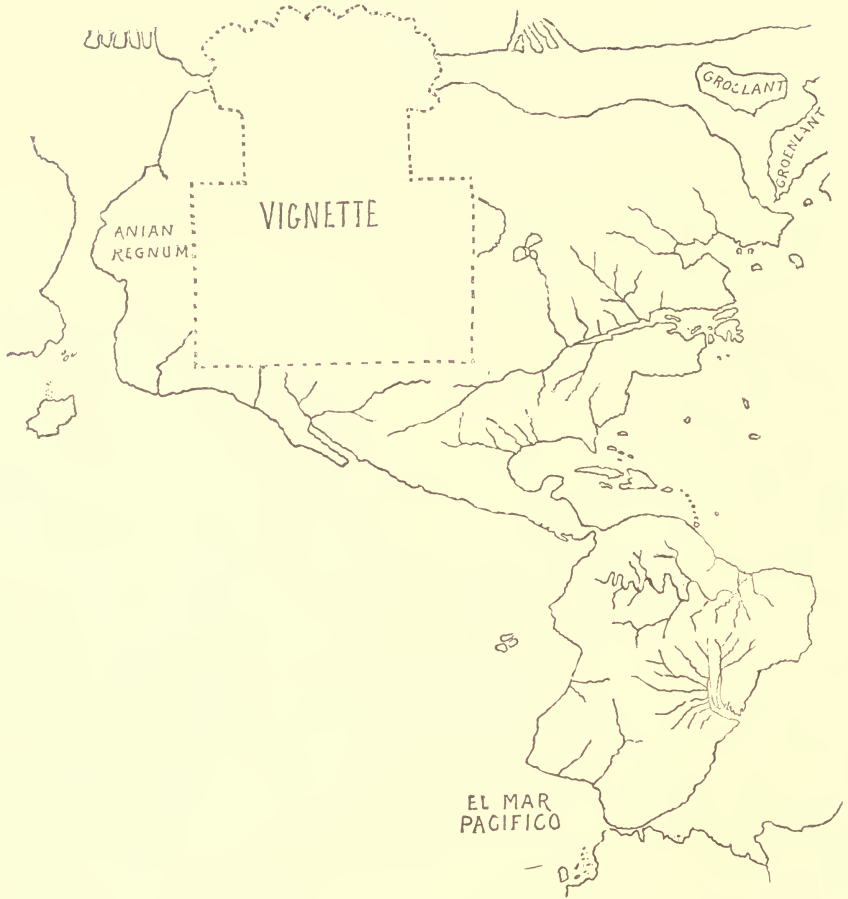 GROCLANT
GROENLANT
VIGNETTE
ANIAN
REGNUM
EL MAR
PACIFICO